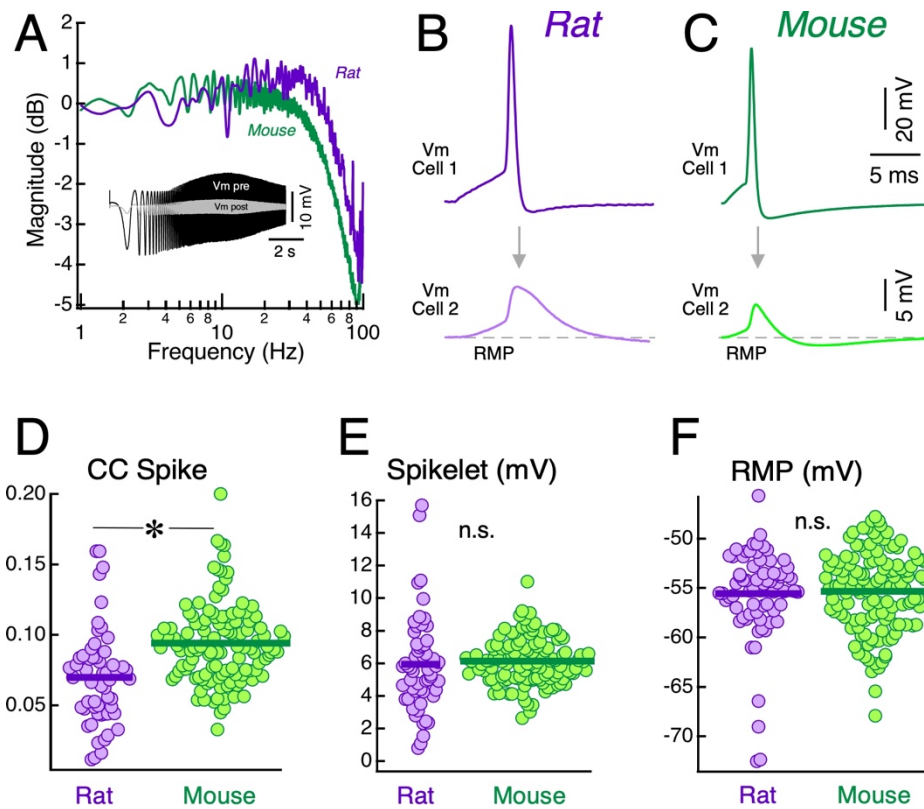 A
Magnitude (dB)
2
1
0
-1
-2
-3
-4
-5
Rat
Mouse
Vm pre
Vm post
10 mV
2 s
1
2
4
6
8
10
2
4
6
8
100
Frequency (Hz)
B
Rat
Vm
Cell 1
Vm
Cell 2
RMP
C
Mouse
Vm
Cell 1
20 mV
5 ms
Vm
Cell 2
5 mV
RMP
D
CC Spike
0.20
0.15
0.10
0.05
*
Rat
Mouse
E
Spikelet (mV)
16
14
12
10
8
6
4
2
0
n.s.
Rat
Mouse
F
RMP (mV)
-50
-55
-60
-65
-70
n.s.
Rat
Mouse